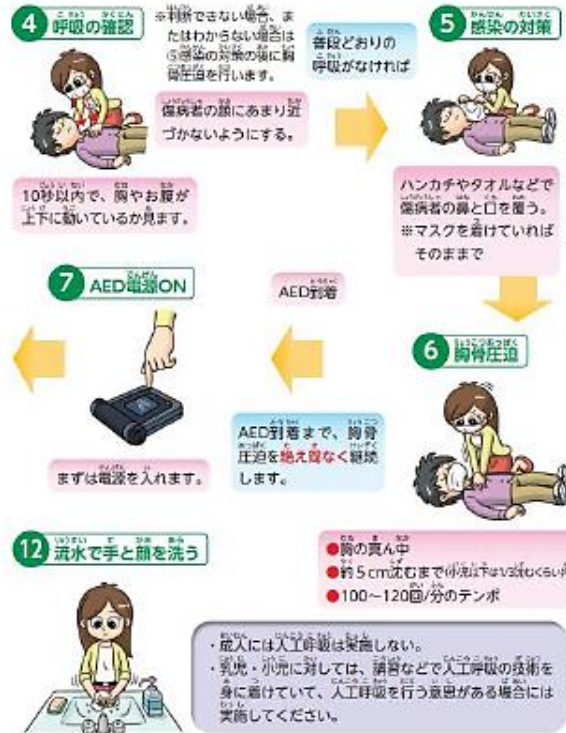 4 呼吸の確認
※判断できない場合、ま
たはわからない場合は
⑤感染の対策の後に胸
骨圧迫を行います。
傷病者の顔にあまり近
づかないようにする。
10秒以内で、胸やお腹が
上下に動いているか見ます。
普段どおりの
呼吸がなければ
5 感染の対策
ハンカチやタオルなどで
傷病者の鼻と口を覆う。
※マスクを着けていれば
そのままで
6 胸骨圧迫
●胸の真ん中
●約5cm沈むまで(小児以下は1/3沈むくらい)
●100～120回/分のテンポ
AED到着
AED到着まで、胸骨
圧迫を絶え間なく継続
します。
7 AED電源ON
まずは電源を入れます。
12 流水で手と顔を洗う
・成人には人工呼吸は実施しない。
・乳児・小児に対しては、講習などで人工呼吸の技術を
身に着けていて、人工呼吸を行う意思がある場合には
実施してください。